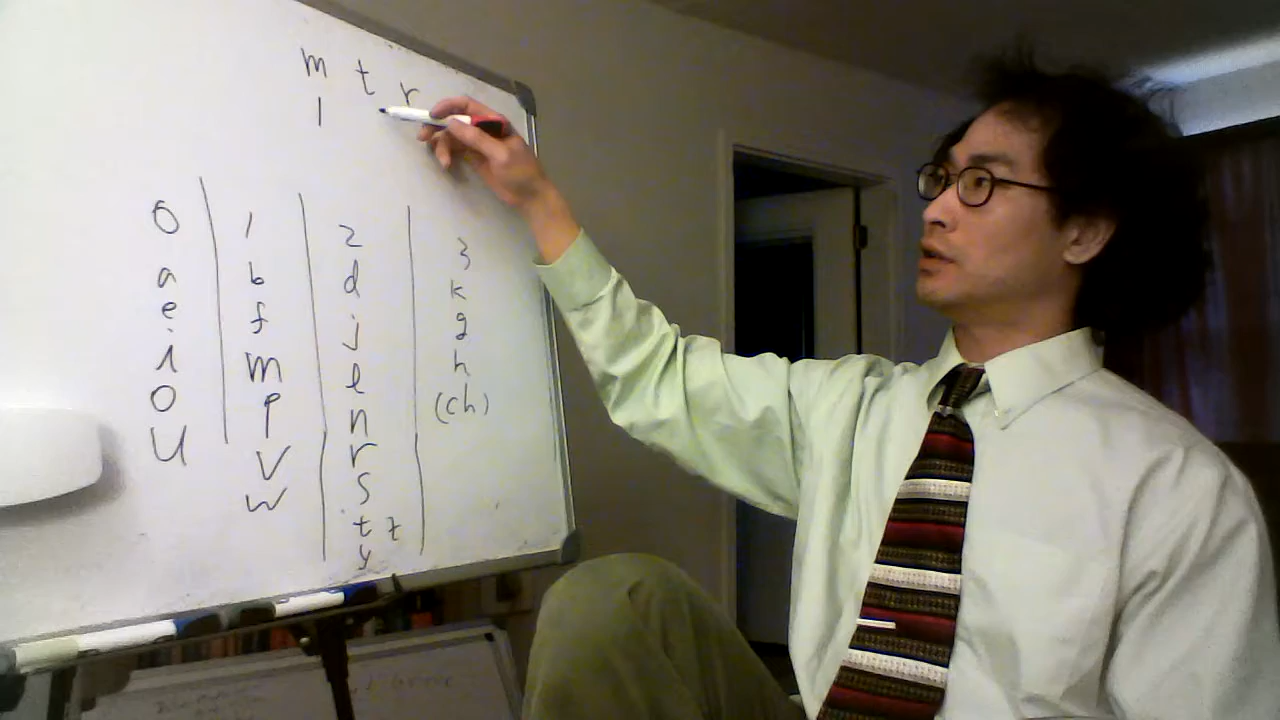 m t r
1
0 1 2 3
a b d k
e f j g
i m l h
o p n (ch)
u v r
w s
t z
y